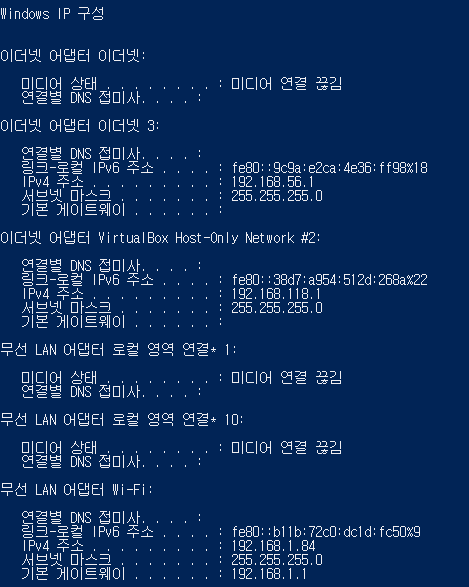 Windows IP 구성
이더넷 어댑터 이더넷:
미디어 상태 . . . . . . . . : 미디어 연결 끊김
연결별 DNS 접미사. . . . :
이더넷 어댑터 이더넷 3:
연결별 DNS 접미사. . . . :
링크-로컬 IPv6 주소 . . . . : fe80::9c9a:e2ca:4e36:ff98%18
IPv4 주소 . . . . . . . . . : 192.168.56.1
서브넷 마스크 . . . . . . . : 255.255.255.0
기본 게이트웨이 . . . . . . :
이더넷 어댑터 VirtualBox Host-Only Network #2:
연결별 DNS 접미사. . . . :
링크-로컬 IPv6 주소 . . . . : fe80::38d7:a954:512d:268a%22
IPv4 주소 . . . . . . . . . : 192.168.118.1
서브넷 마스크 . . . . . . . : 255.255.255.0
기본 게이트웨이 . . . . . . :
무선 LAN 어댑터 로컬 영역 연결* 1:
미디어 상태 . . . . . . . . : 미디어 연결 끊김
연결별 DNS 접미사. . . . :
무선 LAN 어댑터 로컬 영역 연결* 10:
미디어 상태 . . . . . . . . : 미디어 연결 끊김
연결별 DNS 접미사. . . . :
무선 LAN 어댑터 Wi-Fi:
연결별 DNS 접미사. . . . :
링크-로컬 IPv6 주소 . . . . : fe80::b11b:72c0:dc1d:fc50%9
IPv4 주소 . . . . . . . . . : 192.168.1.84
서브넷 마스크 . . . . . . . : 255.255.255.0
기본 게이트웨이 . . . . . . : 192.168.1.1